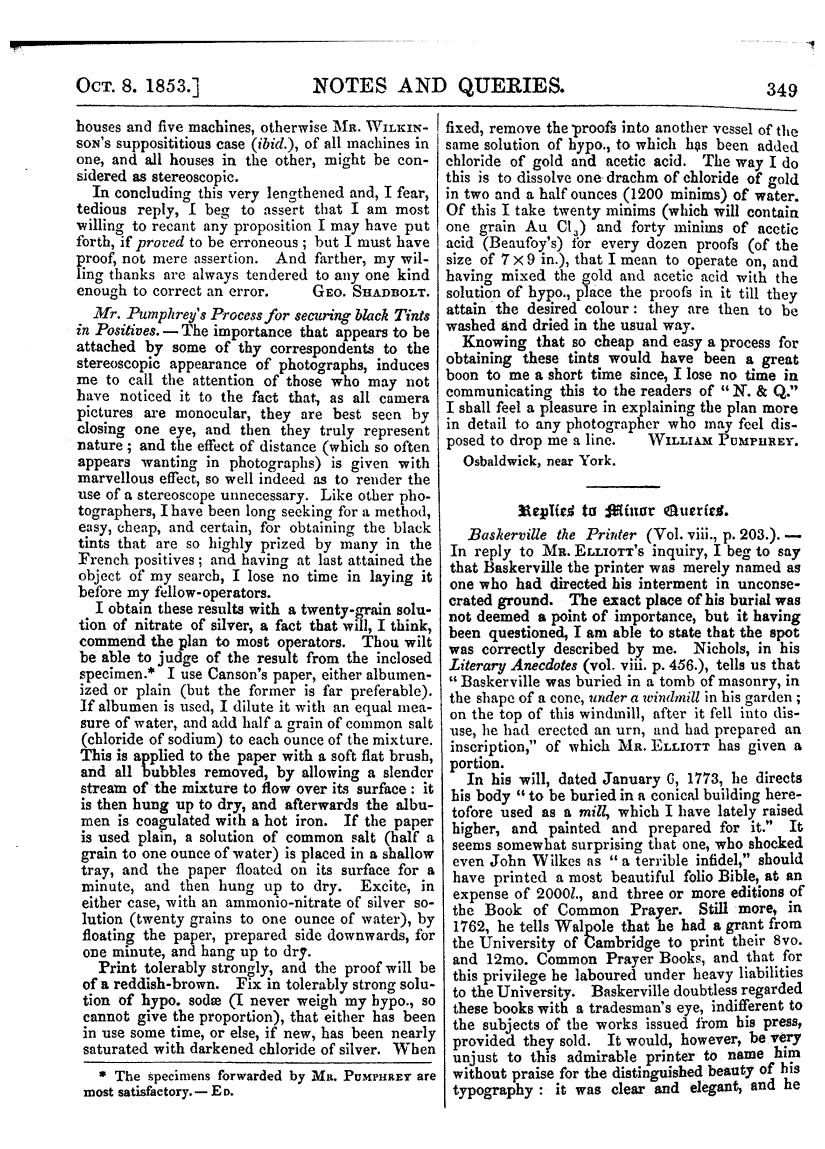 OCT. 8. 1853.] NOTES AND QUERIES. 349
houses and five machines, otherwise MR. WILKIN-
SON'S supposititious case (ibid.), of all machines in
one, and all houses in the other, might be con-
sidered as stereoscopic.
In concluding this very lengthened and, I fear,
tedious reply, I beg to assert that I am most
willing to recant any proposition I may have put
forth, if proved to be erroneous; but I must have
proof, not mere assertion. And farther, my wil-
ling thanks are always tendered to any one kind
enough to correct an error. GEO. SHADBOLT.
Mr. Pumphrey's Process for securing black Tints
in Positives. — The importance that appears to be
attached by some of thy correspondents to the
stereoscopic appearance of photographs, induces
me to call the attention of those who may not
have noticed it to the fact that, as all camera
pictures are monocular, they are best seen by
closing one eye, and then they truly represent
nature; and the effect of distance (which so often
appears wanting in photographs) is given with
marvellous effect, so well indeed as to render the
use of a stereoscope unnecessary. Like other pho-
tographers, I have been long seeking for a method,
easy, cheap, and certain, for obtaining the black
tints that are so highly prized by many in the
French positives; and having at last attained the
object of my search, I lose no time in laying it
before my fellow-operators.
I obtain these results with a twenty-grain solu-
tion of nitrate of silver, a fact that will, I think,
commend the plan to most operators. Thou wilt
be able to judge of the result from the inclosed
specimen.* I use Canson's paper, either albumen-
ized or plain (but the former is far preferable).
If albumen is used, I dilute it with an equal mea-
sure of water, and add half a grain of common salt
(chloride of sodium) to each ounce of the mixture.
This is applied to the paper with a soft flat brush,
and all bubbles removed, by allowing a slender
stream of the mixture to flow over its surface: it
is then hung up to dry, and afterwards the albu-
men is coagulated with a hot iron. If the paper
is used plain, a solution of common salt (half a
grain to one ounce of water) is placed in a shallow
tray, and the paper floated on its surface for a
minute, and then hung up to dry. Excite, in
either case, with an ammonio-nitrate of silver so-
lution (twenty grains to one ounce of water), by
floating the paper, prepared side downwards, for
one minute, and hang up to dry.
Print tolerably strongly, and the proof will be
of a reddish-brown. Fix in tolerably strong solu-
tion of hypo. sodæ (I never weigh my hypo., so
cannot give the proportion), that either has been
in use some time, or else, if new, has been nearly
saturated with darkened chloride of silver. When
* The specimens forwarded by MR. PUMPHREY are
most satisfactory. — ED.
fixed, remove the proofs into another vessel of the
same solution of hypo., to which has been added
chloride of gold and acetic acid. The way I do
this is to dissolve one drachm of chloride of gold
in two and a half ounces (1200 minims) of water.
Of this I take twenty minims (which will contain
one grain Au Cl₃) and forty minims of acetic
acid (Beaufoy's) for every dozen proofs (of the
size of 7 × 9 in.), that I mean to operate on, and
having mixed the gold and acetic acid with the
solution of hypo., place the proofs in it till they
attain the desired colour: they are then to be
washed and dried in the usual way.
Knowing that so cheap and easy a process for
obtaining these tints would have been a great
boon to me a short time since, I lose no time in
communicating this to the readers of "N. & Q."
I shall feel a pleasure in explaining the plan more
in detail to any photographer who may feel dis-
posed to drop me a line. WILLIAM PUMPHREY.
Osbaldwick, near York.
Replies to Minor Queries.
Baskerville the Printer (Vol. viii., p. 203.). —
In reply to MR. ELLIOTT'S inquiry, I beg to say
that Baskerville the printer was merely named as
one who had directed his interment in unconse-
crated ground. The exact place of his burial was
not deemed a point of importance, but it having
been questioned, I am able to state that the spot
was correctly described by me. Nichols, in his
Literary Anecdotes (vol. viii. p. 456.), tells us that
"Baskerville was buried in a tomb of masonry, in
the shape of a cone, under a windmill in his garden;
on the top of this windmill, after it fell into dis-
use, he had erected an urn, and had prepared an
inscription," of which MR. ELLIOTT has given a
portion.
In his will, dated January 6, 1773, he directs
his body "to be buried in a conical building here-
tofore used as a mill, which I have lately raised
higher, and painted and prepared for it." It
seems somewhat surprising that one, who shocked
even John Wilkes as "a terrible infidel," should
have printed a most beautiful folio Bible, at an
expense of 2000l., and three or more editions of
the Book of Common Prayer. Still more, in
1762, he tells Walpole that he had a grant from
the University of Cambridge to print their 8vo.
and 12mo. Common Prayer Books, and that for
this privilege he laboured under heavy liabilities
to the University. Baskerville doubtless regarded
these books with a tradesman's eye, indifferent to
the subjects of the works issued from his press,
provided they sold. It would, however, be very
unjust to this admirable printer to name him
without praise for the distinguished beauty of his
typography: it was clear and elegant, and he